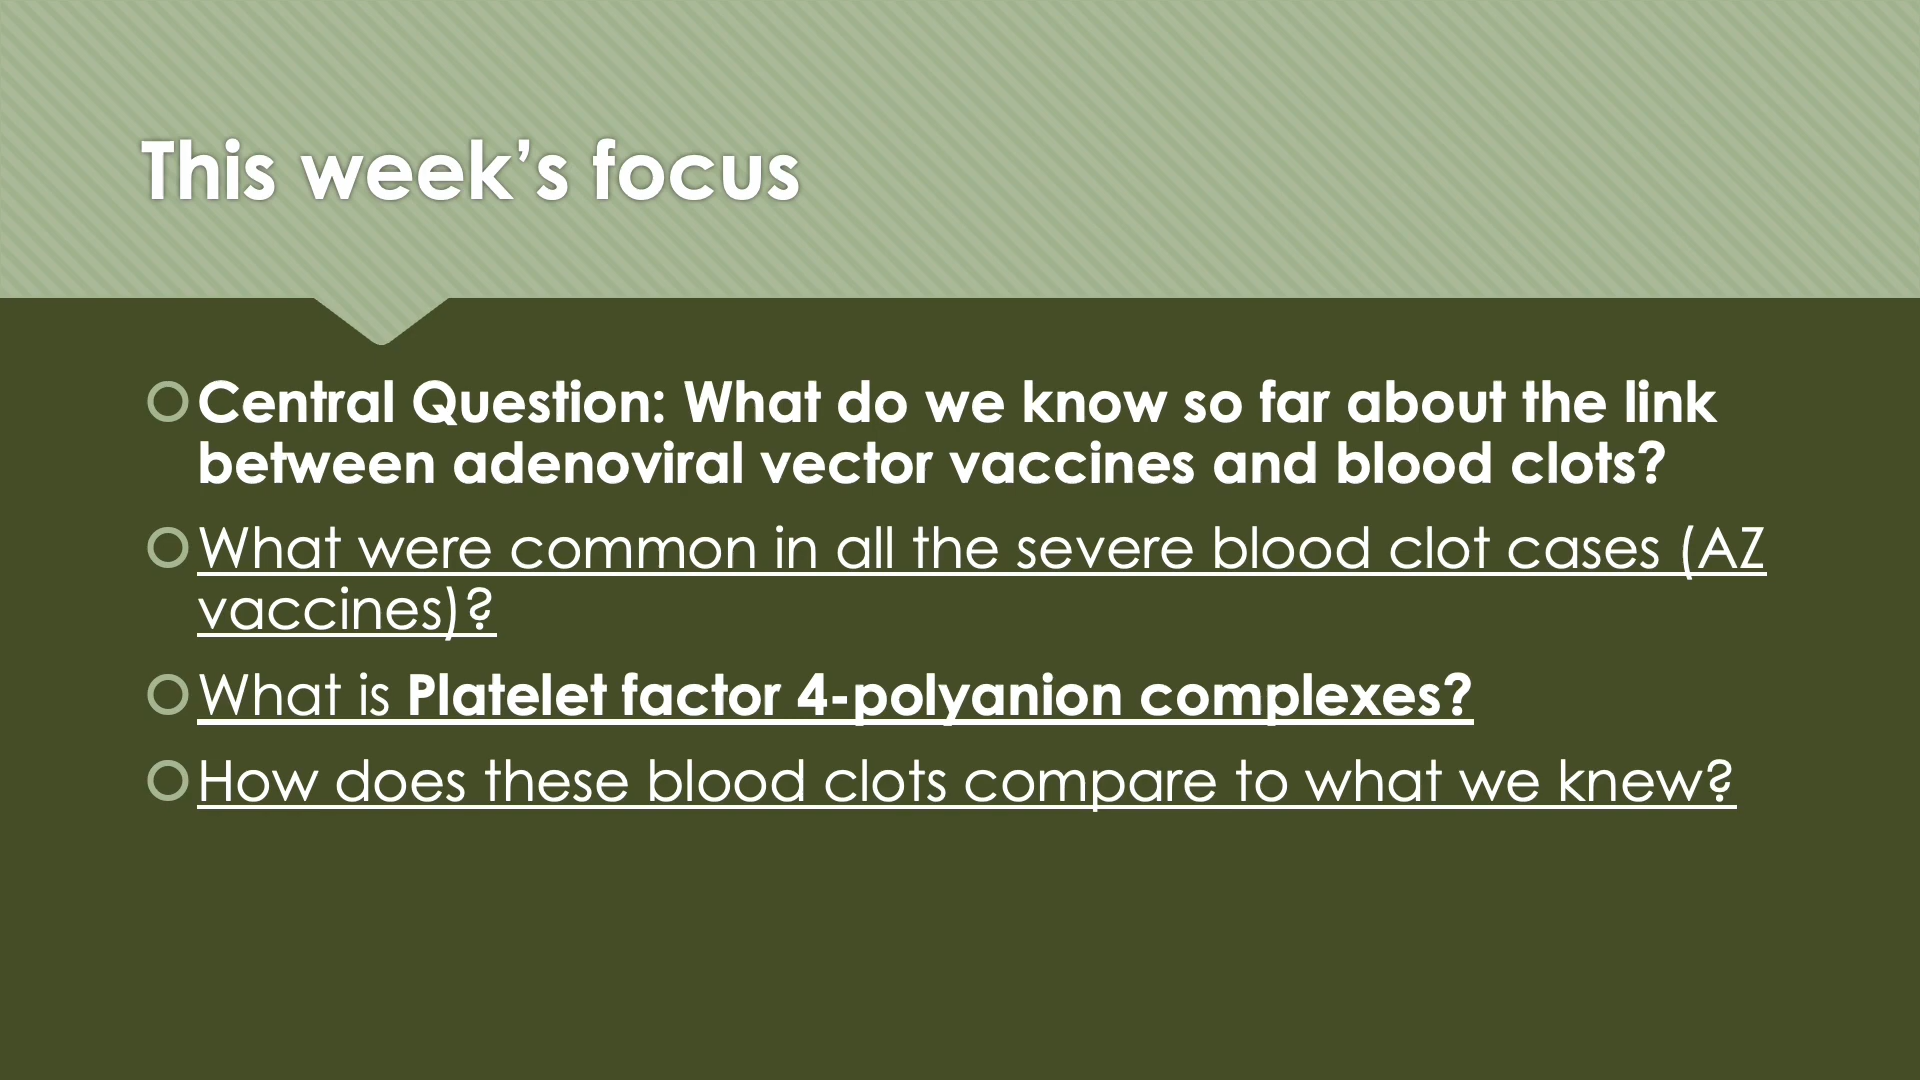 This week’s focus
Central Question: What do we know so far about the link
between adenoviral vector vaccines and blood clots?
What were common in all the severe blood clot cases (AZ
vaccines)?
What is Platelet factor 4-polyanion complexes?
How does these blood clots compare to what we knew?